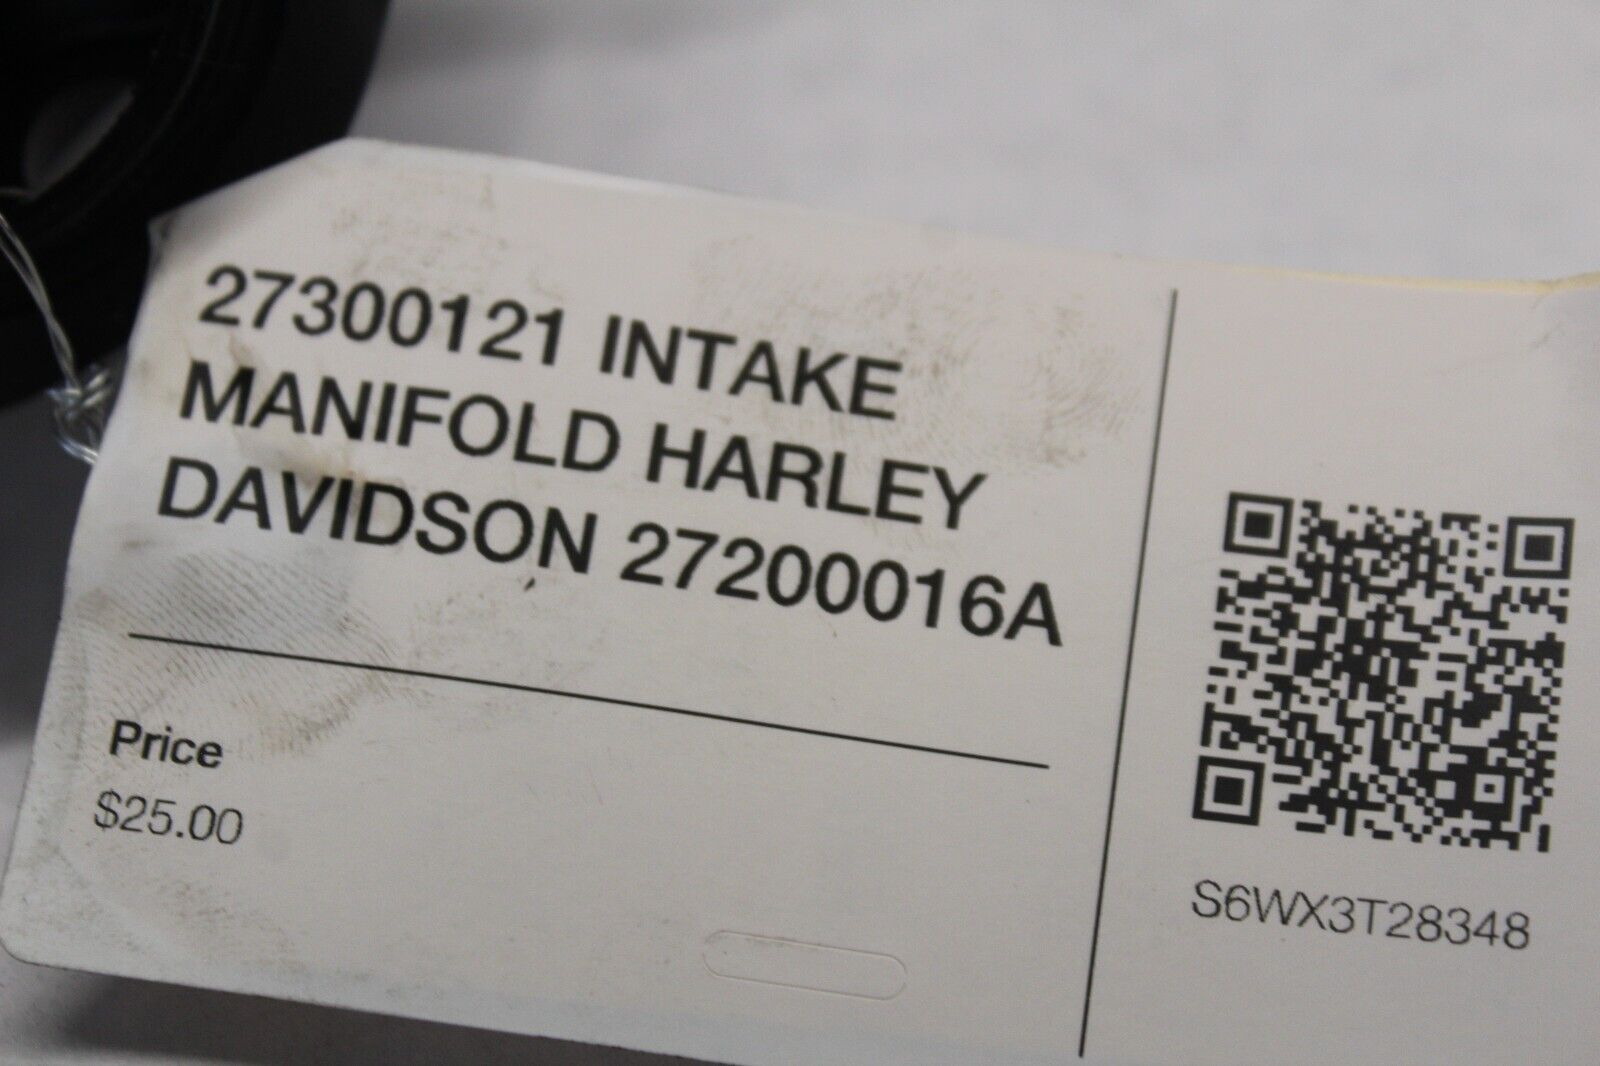 27300121 INTAKE
MANIFOLD HARLEY
DAVIDSON 27200016A
Price
$25.00
S6WX3T28348